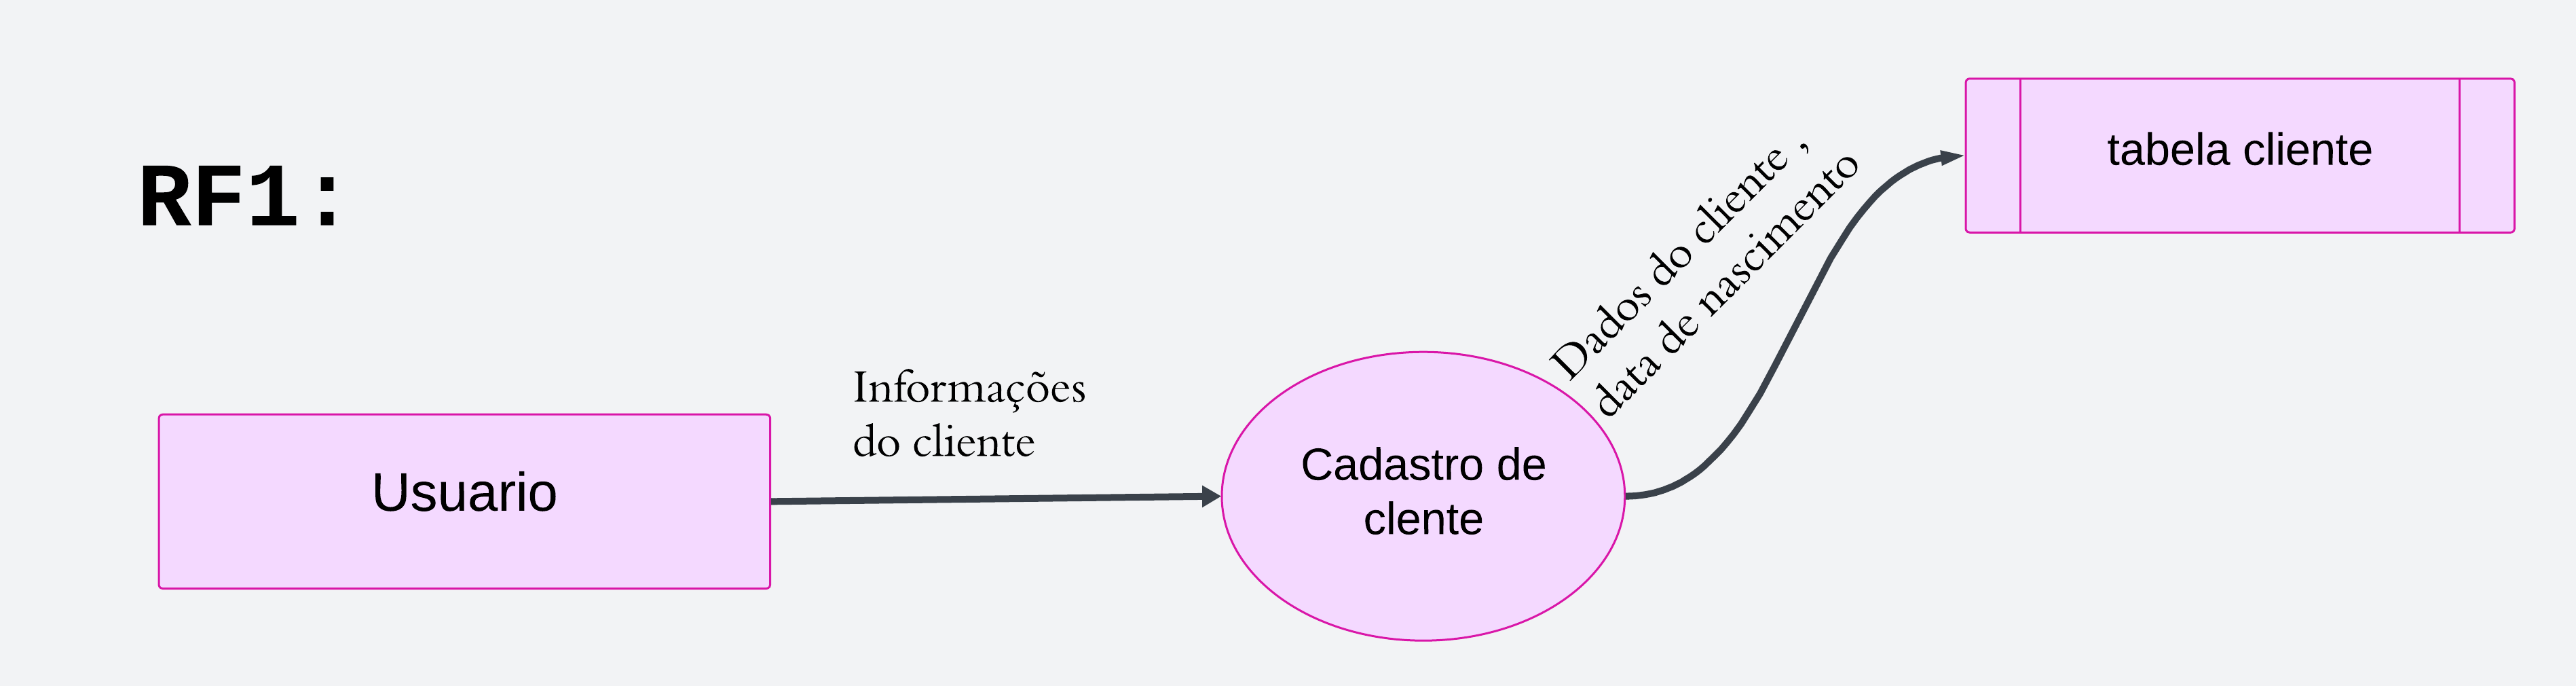 RF1:
Usuario
Informações
do cliente
Cadastro de
clente
Dados do cliente ,
data de nascimento
tabela cliente